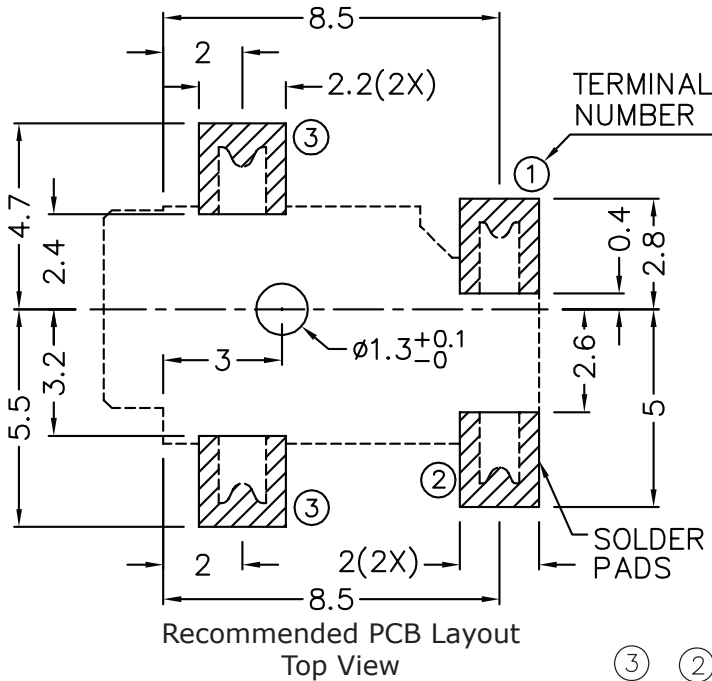 8.5
2
2.2(2X)
TERMINAL
NUMBER
3
1
4.7
2.4
0.4
2.8
3
ø1.3+0.1
-0
3.2
5.5
2.6
5
2
3
2
2(2X)
SOLDER
PADS
8.5
Recommended PCB Layout
Top View
3 2